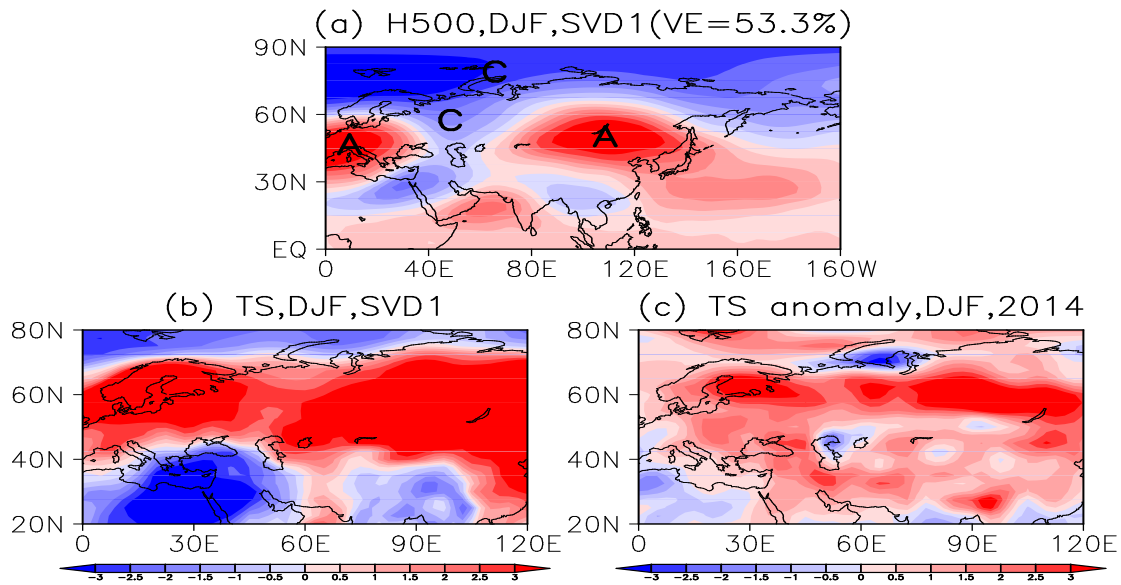 (a) H500,DJF,SVD1(VE=53.3%)
90N
60N
30N
EQ
C
C
A
A
0 40E 80E 120E 160E 160W
(b) TS,DJF,SVD1
80N
60N
40N
20N
0 30E 60E 90E 120E
-3 -2.5 -2 -1.5 -1 -0.5 0 0.5 1 1.5 2 2.5 3
(c) TS anomaly,DJF,2014
80N
60N
40N
20N
0 30E 60E 90E 120E
-3 -2.5 -2 -1.5 -1 -0.5 0 0.5 1 1.5 2 2.5 3